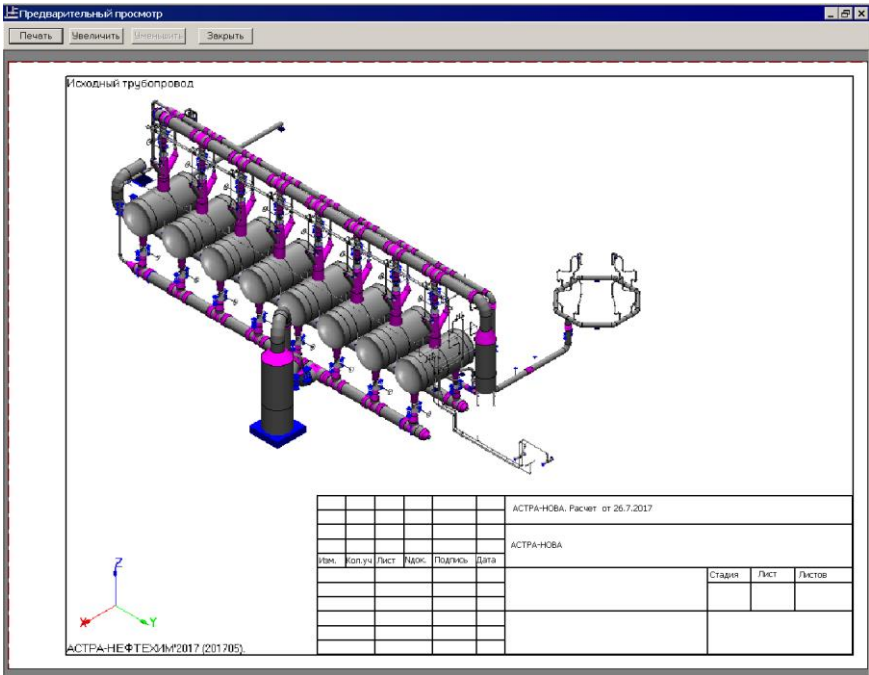 Предварительный просмотр
Печать Увеличить Уменьшить Закрыть
Исходный трубопровод
АСТРА-НОВА. Расчет от 26.7.2017
АСТРА-НОВА
Изм. Кол.уч Лист Nдок. Подпись Дата
Стадия Лист Листов
Z
X Y
АСТРА-НЕФТЕХИМ'2017 (201705).